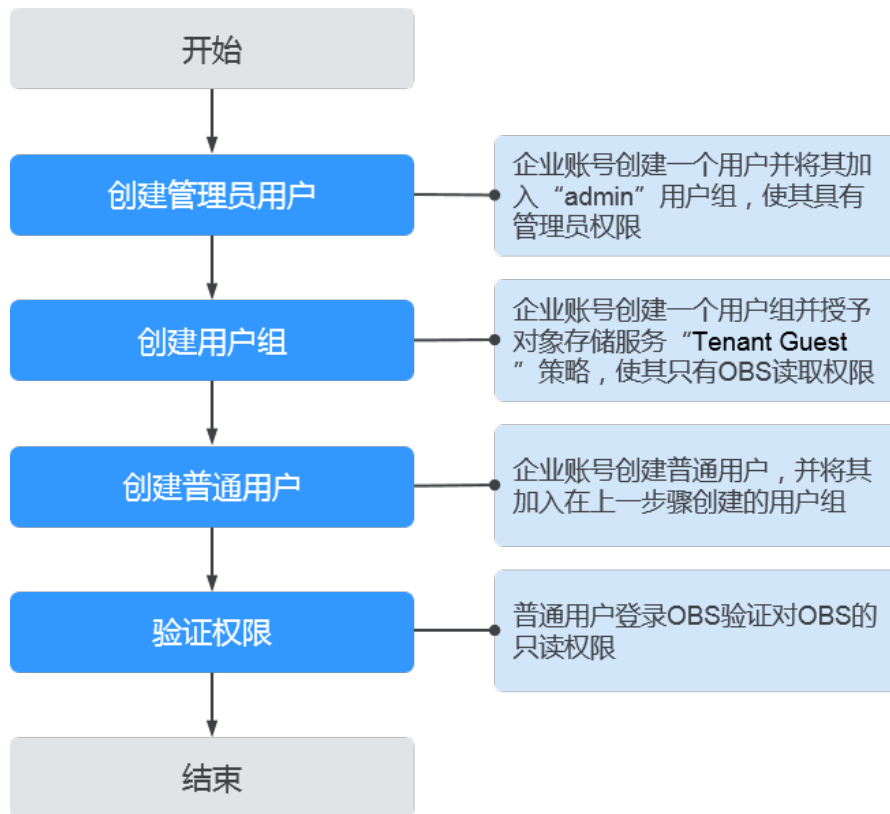 开始
创建管理员用户
企业账号创建一个用户并将其加
入“admin”用户组，使其具有
管理员权限
创建用户组
企业账号创建一个用户组并授予
对象存储服务“Tenant Guest
”策略，使其只有OBS读取权限
创建普通用户
企业账号创建普通用户，并将其
加入在上一步骤创建的用户组
验证权限
普通用户登录OBS验证对OBS的
只读权限
结束